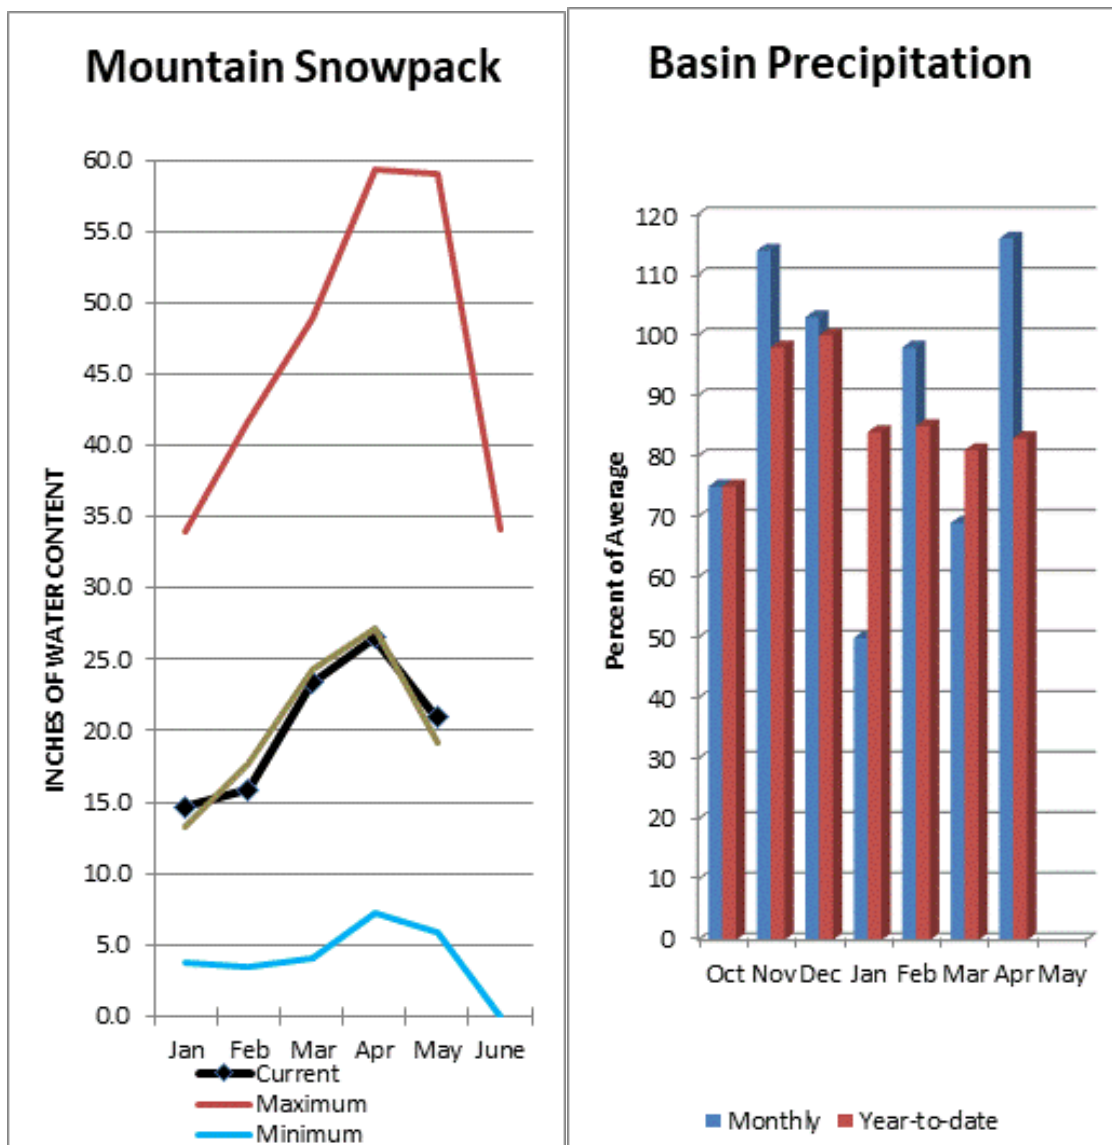 Mountain Snowpack
INCHES OF WATER CONTENT
60.0
55.0
50.0
45.0
40.0
35.0
30.0
25.0
20.0
15.0
10.0
5.0
0.0
Jan Feb Mar Apr May June
Current
Maximum
Minimum
Basin Precipitation
Percent of Average
120
110
100
90
80
70
60
50
40
30
20
10
0
Oct Nov Dec Jan Feb Mar Apr May
Monthly Year-to-date